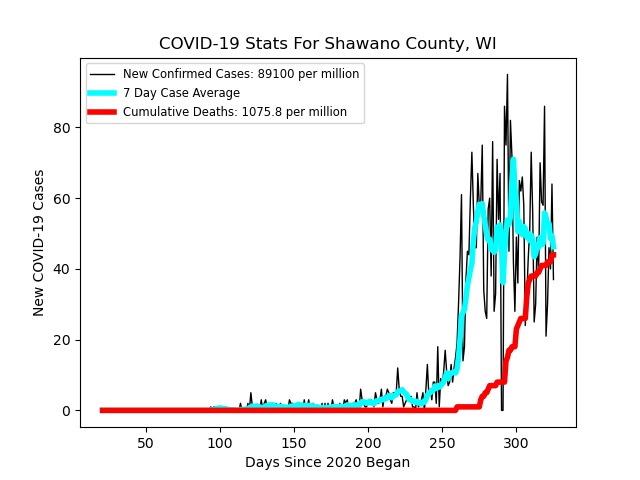 COVID-19 Stats For Shawano County, WI
New Confirmed Cases: 89100 per million
7 Day Case Average
Cumulative Deaths: 1075.8 per million
New COVID-19 Cases
80
60
40
20
0
50 100 150 200 250 300
Days Since 2020 Began